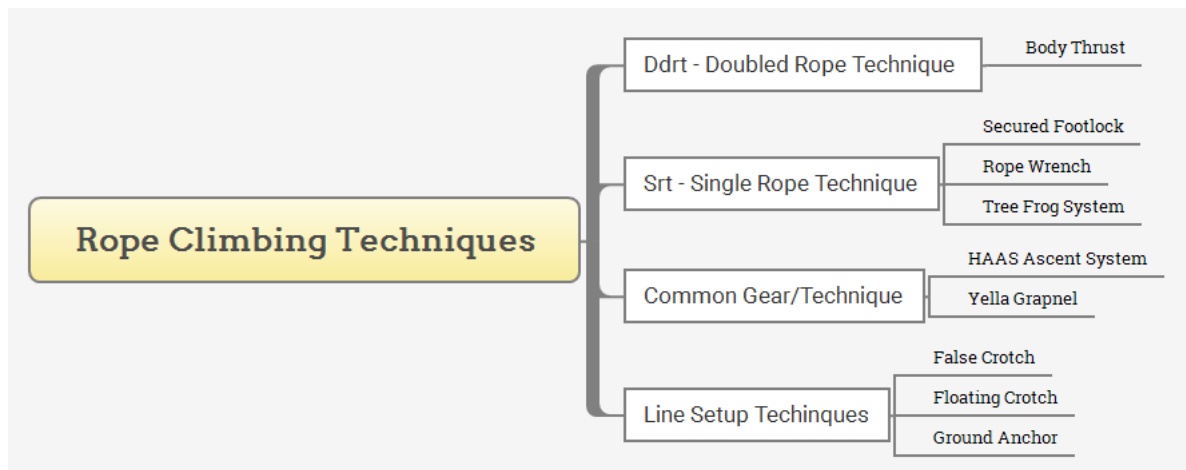 Rope Climbing Techniques
Ddrt - Doubled Rope Technique
Body Thrust
Srt - Single Rope Technique
Secured Footlock
Rope Wrench
Tree Frog System
Common Gear/Technique
HAAS Ascent System
Yella Grapnel
Line Setup Techinques
False Crotch
Floating Crotch
Ground Anchor